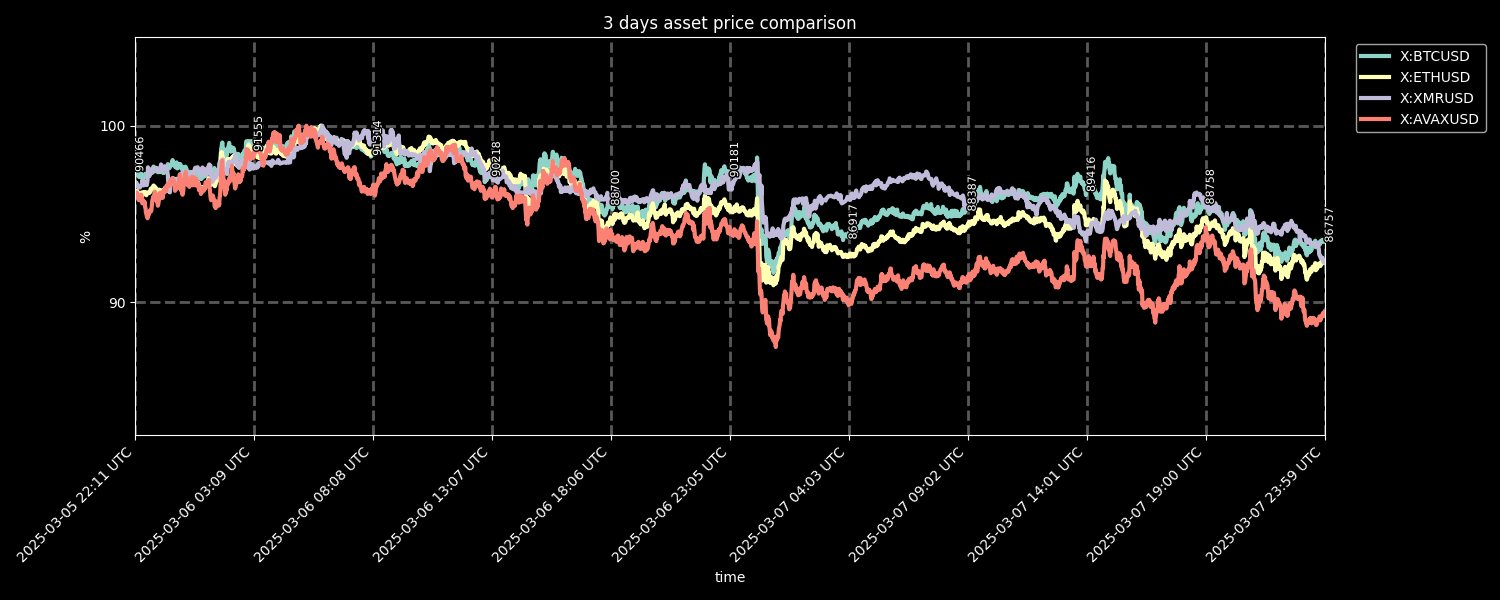 3 days asset price comparison
X:BTCUSD
X:ETHUSD
X:XMRUSD
X:AVAXUSD
%
100
90
90466
91555
91314
90218
88700
90181
86917
88387
89416
88758
86757
2025-03-05 22:11 UTC
2025-03-06 03:09 UTC
2025-03-06 08:08 UTC
2025-03-06 13:07 UTC
2025-03-06 18:06 UTC
2025-03-06 23:05 UTC
2025-03-07 04:03 UTC
2025-03-07 09:02 UTC
2025-03-07 14:01 UTC
2025-03-07 19:00 UTC
2025-03-07 23:59 UTC
time